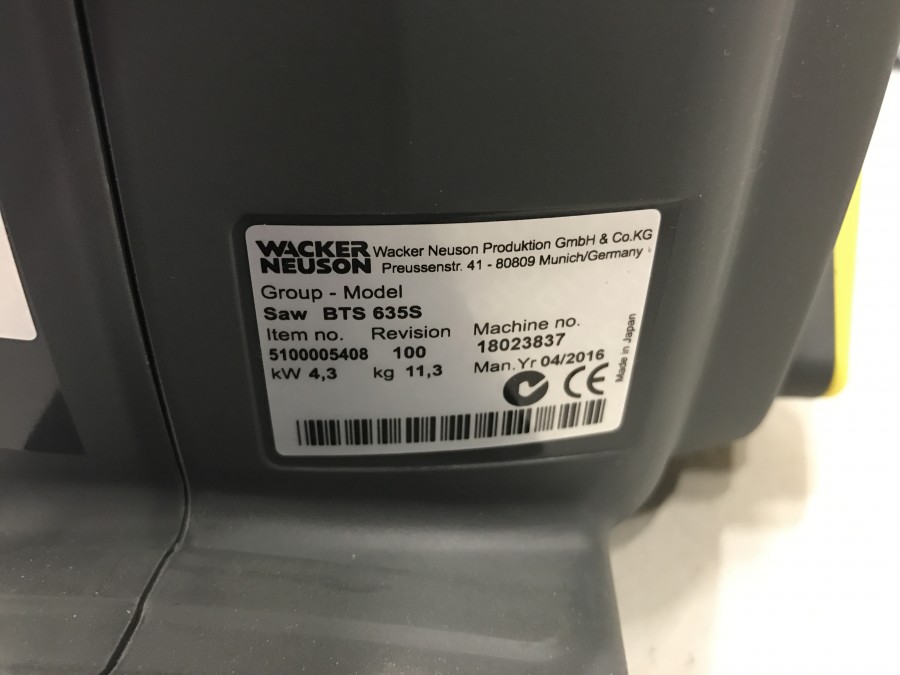 WACKER
NEUSON
Wacker Neuson Produktion GmbH & Co.KG
Preussenstr. 41 - 80809 Munich/Germany
Group - Model
Saw BTS 635S
Item no. Revision Machine no.
5100005408 100 18023837
kW 4,3 kg 11,3 Man.Yr 04/2016
CE
Made in Japan